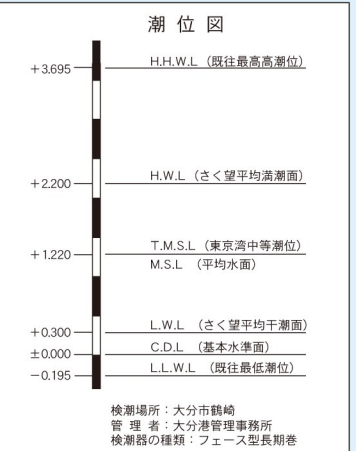 潮位図
+3.695 H.H.W.L (既往最高高潮位)
+2.200 H.W.L (さく望平均満潮面)
+1.220 T.M.S.L (東京湾中等潮位)
M.S.L (平均水面)
+0.300 L.W.L (さく望平均干潮面)
±0.000 C.D.L (基本水準面)
−0.195 L.L.W.L (既往最低潮位)
検潮場所：大分市鶴崎
管理者：大分港管理事務所
検潮器の種類：フェース型長期巻